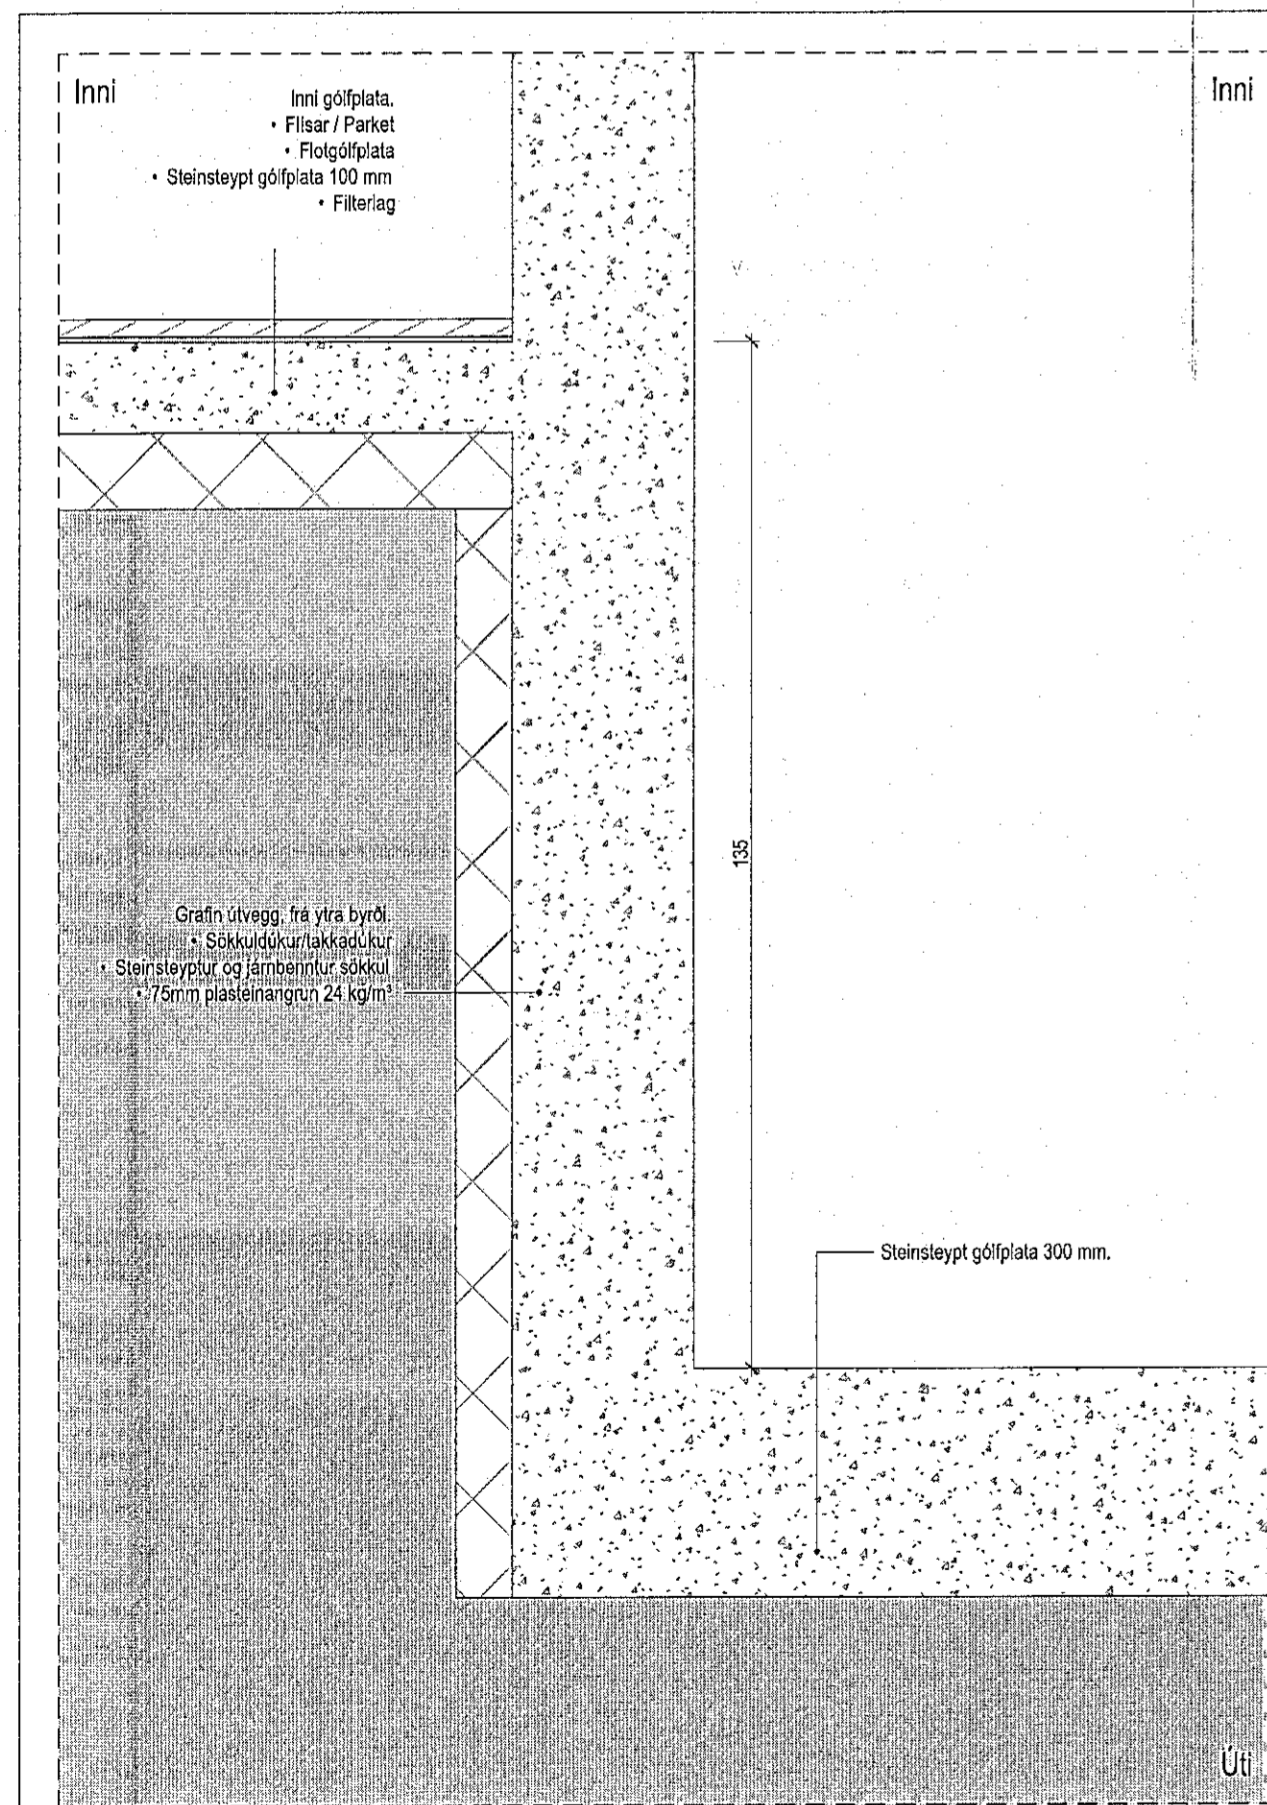 Inni
Inni
Inni gólfplata.
• Flísar / Parket
• Flotgólfplata
• Steinsteypt gólfplata 100 mm
• Filterlag
135
Grafin útvegg, frá ytra byrði.
• Sökkuldúkur/takkadúkur
• Steinsteyptur og járnbenntur sökkul
• 75mm plasteinangrun 24 kg/m³
Steinsteypt gólfplata 300 mm.
Úti